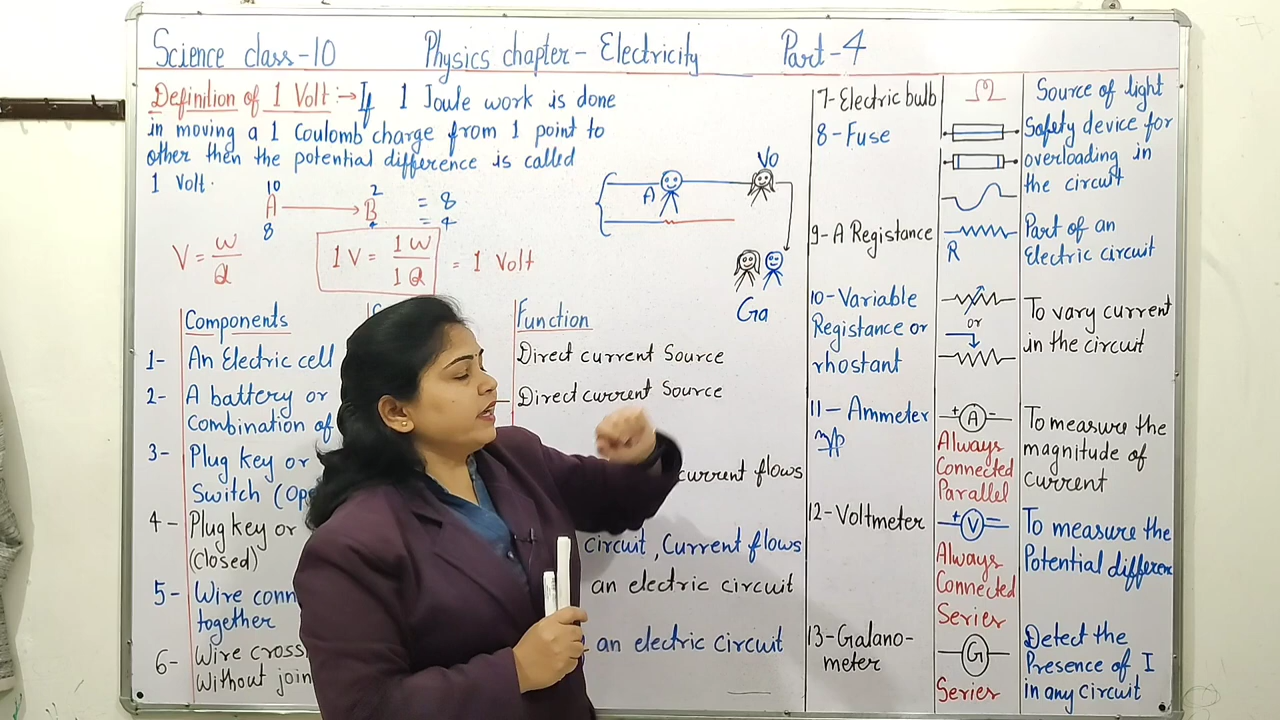 Science class-10 Physics chapter- Electricity Part-4
Definition of 1 Volt:→ If 1 Joule work is done
in moving a 1 Coulomb charge from 1 point to
other then the potential difference is called
1 Volt.
10 2
A → B = 8
8 = 4
V = w/Q
1V = 1W/1Q = 1 Volt
A
Vo
Ga
Components
Function
1- An Electric cell
Direct current Source
2- A battery or
Combination of
Direct current Source
3- Plug key or
Switch (Ope
current flows
4- Plug key or
(Closed)
circuit, Current flows
5- Wire conn
together
an electric circuit
6- Wire cross
Without join
an electric circuit
7- Electric bulb
Source of light
8- Fuse
Safety device for
overloading in
the circuit
9- A Registance
R
Part of an
Electric circuit
10- Variable
Registance or
rhostant
or
To vary current
in the circuit
11- Ammeter
+ A -
Always
Connected
Parallel
To measure the
magnitude of
current
12- Voltmeter
+ V -
Always
Connected
Series
To measure the
Potential differen
13- Galano-
meter
G
Series
Detect the
Presence of I
in any circuit